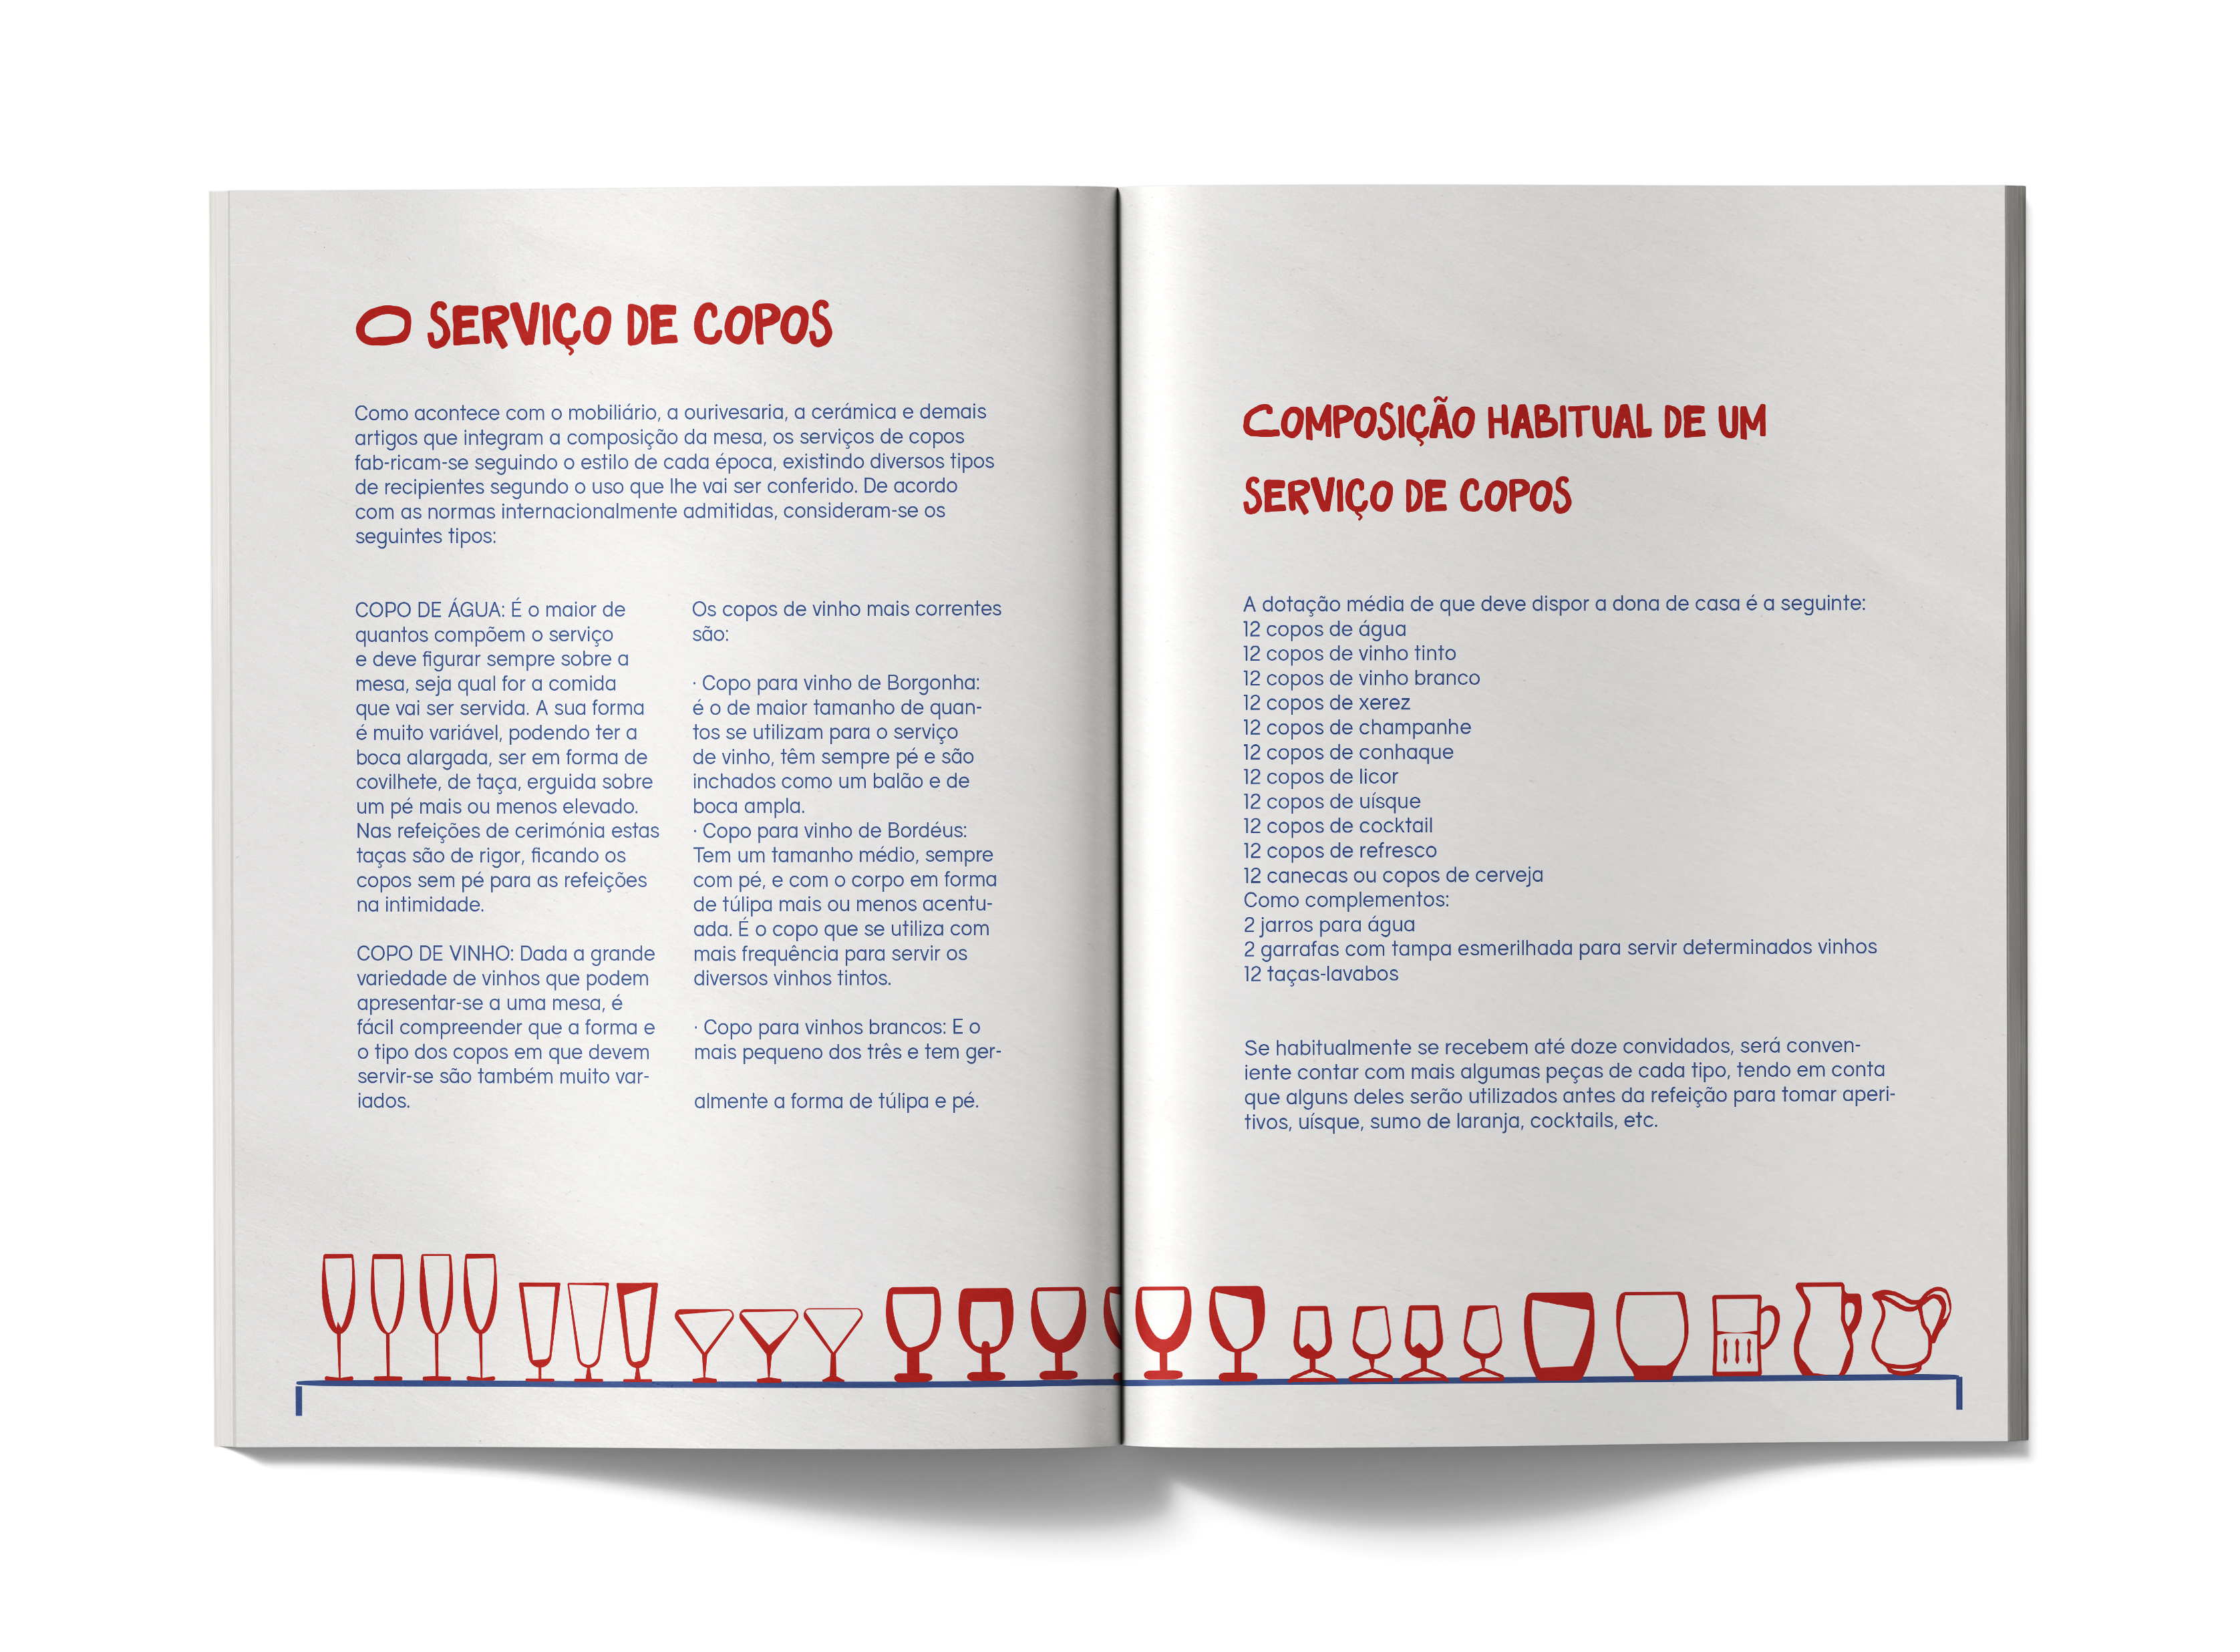 O SERVIÇO DE COPOS
Como acontece com o mobiliário, a ourivesaria, a cerámica e demais
artigos que integram a composição da mesa, os serviços de copos
fab-ricam-se seguindo o estilo de cada época, existindo diversos tipos
de recipientes segundo o uso que lhe vai ser conferido. De acordo
com as normas internacionalmente admitidas, consideram-se os
seguintes tipos:
COPO DE ÁGUA: É o maior de
quantos compõem o serviço
e deve figurar sempre sobre a
mesa, seja qual for a comida
que vai ser servida. A sua forma
é muito variável, podendo ter a
boca alargada, ser em forma de
covilhete, de taça, erguida sobre
um pé mais ou menos elevado.
Nas refeições de cerimónia estas
taças são de rigor, ficando os
copos sem pé para as refeições
na intimidade.
COPO DE VINHO: Dada a grande
variedade de vinhos que podem
apresentar-se a uma mesa, é
fácil compreender que a forma e
o tipo dos copos em que devem
servir-se são também muito var-
iados.
Os copos de vinho mais correntes
são:
· Copo para vinho de Borgonha:
é o de maior tamanho de quan-
tos se utilizam para o serviço
de vinho, têm sempre pé e são
inchados como um balão e de
boca ampla.
· Copo para vinho de Bordéus:
Tem um tamanho médio, sempre
com pé, e com o corpo em forma
de túlipa mais ou menos acentu-
ada. É o copo que se utiliza com
mais frequência para servir os
diversos vinhos tintos.
· Copo para vinhos brancos: E o
mais pequeno dos três e tem ger-
almente a forma de túlipa e pé.
COMPOSIÇÃO HABITUAL DE UM
SERVIÇO DE COPOS
A dotação média de que deve dispor a dona de casa é a seguinte:
12 copos de água
12 copos de vinho tinto
12 copos de vinho branco
12 copos de xerez
12 copos de champanhe
12 copos de conhaque
12 copos de licor
12 copos de uísque
12 copos de cocktail
12 copos de refresco
12 canecas ou copos de cerveja
Como complementos:
2 jarros para água
2 garrafas com tampa esmerilhada para servir determinados vinhos
12 taças-lavabos
Se habitualmente se recebem até doze convidados, será conven-
iente contar com mais algumas peças de cada tipo, tendo em conta
que alguns deles serão utilizados antes da refeição para tomar aperi-
tivos, uísque, sumo de laranja, cocktails, etc.